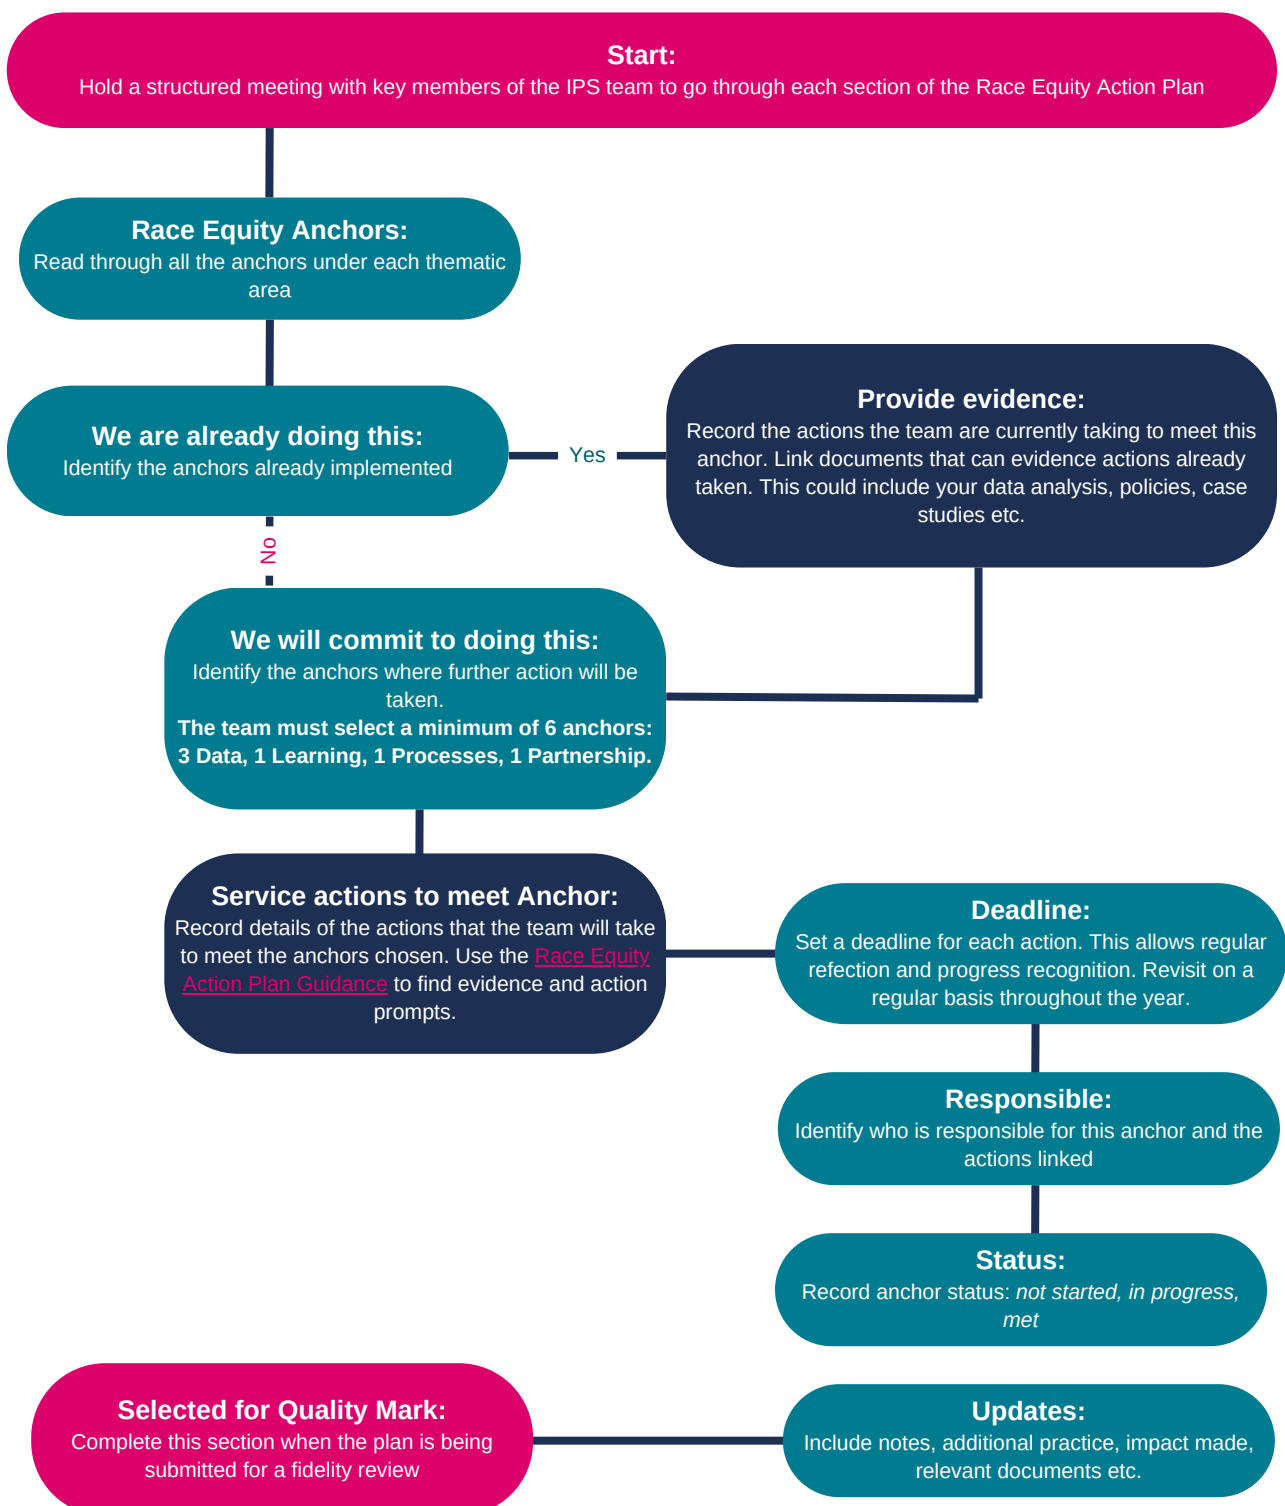 Start:
Hold a structured meeting with key members of the IPS team to go through each section of the Race Equity Action Plan
Race Equity Anchors:
Read through all the anchors under each thematic
area
We are already doing this:
Identify the anchors already implemented
Yes
Provide evidence:
Record the actions the team are currently taking to meet this
anchor. Link documents that can evidence actions already
taken. This could include your data analysis, policies, case
studies etc.
No
We will commit to doing this:
Identify the anchors where further action will be
taken.
The team must select a minimum of 6 anchors:
3 Data, 1 Learning, 1 Processes, 1 Partnership.
Service actions to meet Anchor:
Record details of the actions that the team will take
to meet the anchors chosen. Use the Race Equity
Action Plan Guidance to find evidence and action
prompts.
Deadline:
Set a deadline for each action. This allows regular
refection and progress recognition. Revisit on a
regular basis throughout the year.
Responsible:
Identify who is responsible for this anchor and the
actions linked
Status:
Record anchor status: not started, in progress,
met
Updates:
Include notes, additional practice, impact made,
relevant documents etc.
Selected for Quality Mark:
Complete this section when the plan is being
submitted for a fidelity review